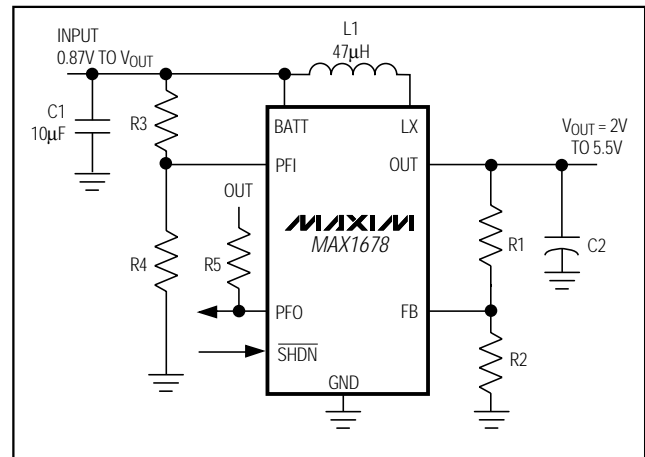 INPUT
0.87V TO VOUT
L1
47µH
C1
10µF
R3
BATT
LX
VOUT = 2V
TO 5.5V
PFI
OUT
OUT
MAXIM
MAX1678
R1
C2
R4
R5
PFO
FB
SHDN
R2
GND